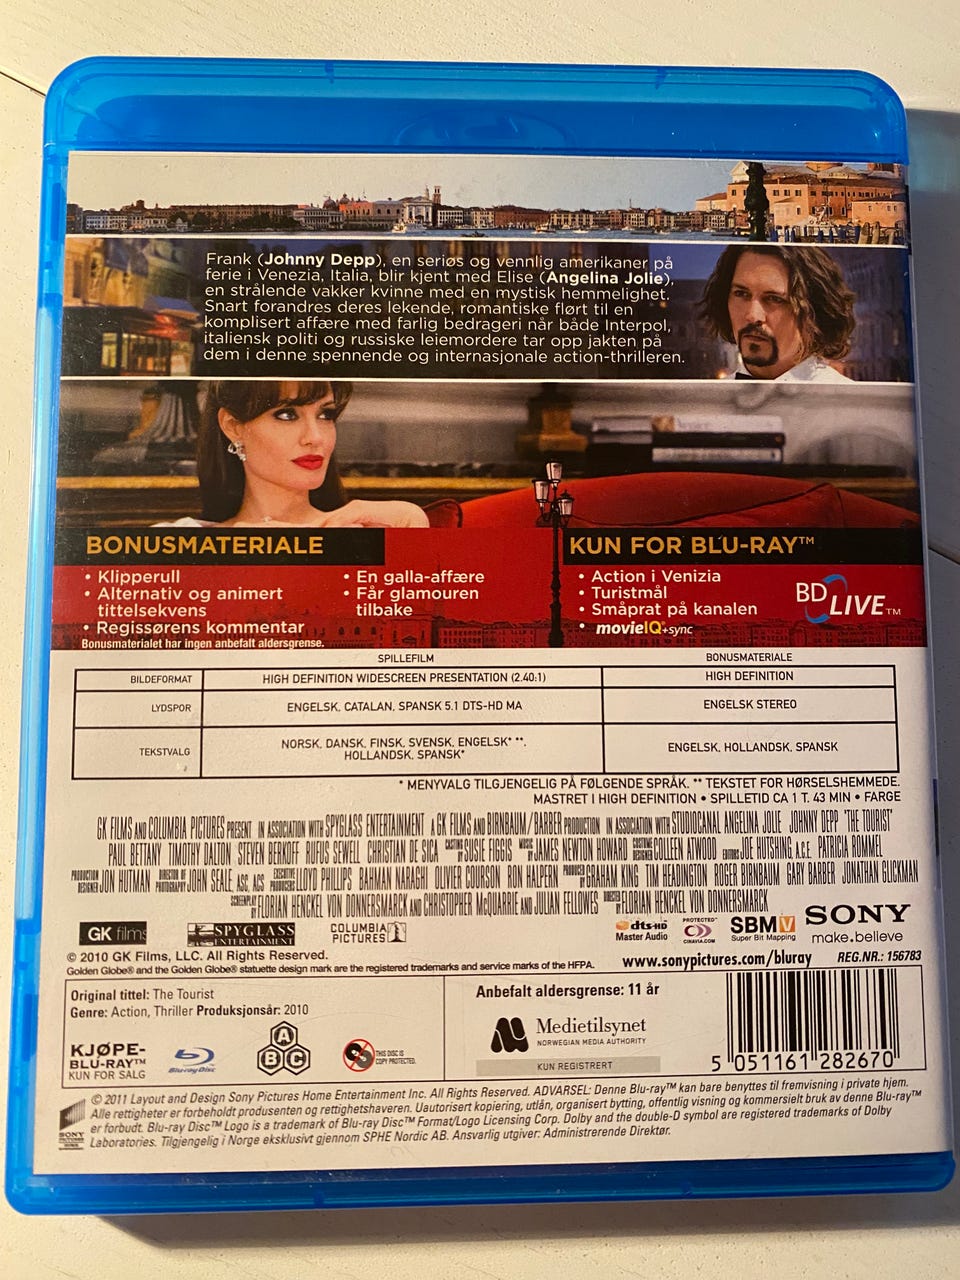 Frank (Johnny Depp), en seriøs og vennlig amerikaner på
ferie i Venezia, Italia, blir kjent med Elise (Angelina Jolie),
en strålende vakker kvinne med en mystisk hemmelighet.
Snart forandres deres lekende, romantiske flørt til en
komplisert affære med farlig bedrageri når både Interpol,
italiensk politi og russiske leiemordere tar opp jakten på
dem i denne spennende og internasjonale action-thrilleren.
BONUSMATERIALE
• Klipperull
• Alternativ og animert
tittelsekvens
• Regissørens kommentar
• En galla-affære
• Får glamouren
tilbake
Bonusmaterialet har ingen anbefalt aldersgrense.
KUN FOR BLU-RAY™
• Action i Venizia
• Turistmål
• Småprat på kanalen
• movieIQ+sync
BD LIVE™
SPILLEFILM BONUSMATERIALE
BILDEFORMAT HIGH DEFINITION WIDESCREEN PRESENTATION (2.40:1) HIGH DEFINITION
LYDSPOR ENGELSK, CATALAN, SPANSK 5.1 DTS-HD MA ENGELSK STEREO
TEKSTVALG NORSK, DANSK, FINSK, SVENSK, ENGELSK* **,
HOLLANDSK, SPANSK* ENGELSK, HOLLANDSK, SPANSK
* MENYVALG TILGJENGELIG PÅ FØLGENDE SPRÅK. ** TEKSTET FOR HØRSELSHEMMEDE.
MASTRET I HIGH DEFINITION • SPILLETID CA 1 T. 43 MIN • FARGE
GK FILMS AND COLUMBIA PICTURES PRESENT IN ASSOCIATION WITH SPYGLASS ENTERTAINMENT A GK FILMS AND BIRNBAUM/BARBER PRODUCTION IN ASSOCIATION WITH STUDIOCANAL ANGELINA JOLIE JOHNNY DEPP "THE TOURIST"
PAUL BETTANY TIMOTHY DALTON STEVEN BERKOFF RUFUS SEWELL CHRISTIAN DE SICA CASTING BY SUSIE FIGGIS MUSIC BY JAMES NEWTON HOWARD COSTUME DESIGNER COLLEEN ATWOOD EDITORS JOE HUTSHING, A.C.E. PATRICIA ROMMEL
PRODUCTION DESIGNER JON HUTMAN DIRECTOR OF PHOTOGRAPHY JOHN SEALE, ASC, ACS EXECUTIVE PRODUCERS LLOYD PHILLIPS BAHMAN NARAGHI OLIVIER COURSON RON HALPERN PRODUCED BY GRAHAM KING TIM HEADINGTON ROGER BIRNBAUM GARY BARBER JONATHAN GLICKMAN
SCREENPLAY BY FLORIAN HENCKEL VON DONNERSMARCK AND CHRISTOPHER McQUARRIE AND JULIAN FELLOWES DIRECTED BY FLORIAN HENCKEL VON DONNERSMARCK
GK films
SPYGLASS
ENTERTAINMENT
COLUMBIA
PICTURES
dts-HD
Master Audio
PROTECTED™
CINAVIA.COM
SBMV
Super Bit Mapping
SONY
make.believe
© 2010 GK Films, LLC. All Rights Reserved.
Golden Globe® and the Golden Globe® statuette design mark are the registered trademarks and service marks of the HFPA.
www.sonypictures.com/bluray
REG.NR.: 156783
Original tittel: The Tourist
Genre: Action, Thriller Produksjonsår: 2010
KJØPE-
BLU-RAY™
KUN FOR SALG
Blu-ray Disc
A
B C
THIS DISC IS
COPY PROTECTED.
Anbefalt aldersgrense: 11 år
Medietilsynet
NORWEGIAN MEDIA AUTHORITY
KUN REGISTRERT
5 051161 282670
SONY
PICTURES
© 2011 Layout and Design Sony Pictures Home Entertainment Inc. All Rights Reserved. ADVARSEL: Denne Blu-ray™ kan bare benyttes til fremvisning i private hjem.
Alle rettigheter er forbeholdt produsenten og rettighetshaveren. Uautorisert kopiering, utlån, organisert bytting, offentlig visning og kommersielt bruk av denne Blu-ray™
er forbudt. Blu-ray Disc™ Logo is a trademark of Blu-ray Disc™ Format/Logo Licensing Corp. Dolby and the double-D symbol are registered trademarks of Dolby
Laboratories. Tilgjengelig i Norge eksklusivt gjennom SPHE Nordic AB. Ansvarlig utgiver: Administrerende Direktør.